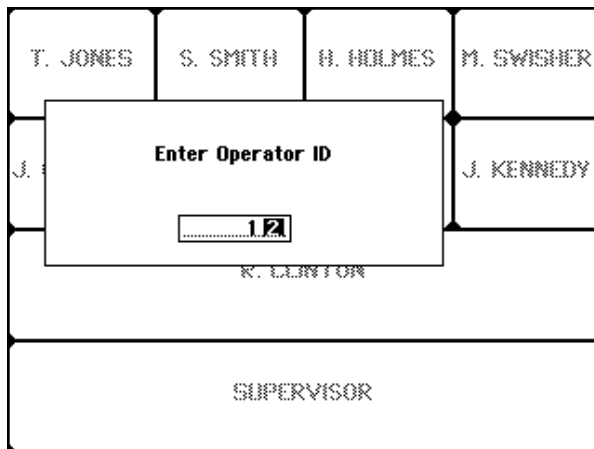 T. JONES S. SMITH H. HOLMES M. SWISHER
Enter Operator ID
J. J. KENNEDY
12
R. CLINTON
SUPERVISOR